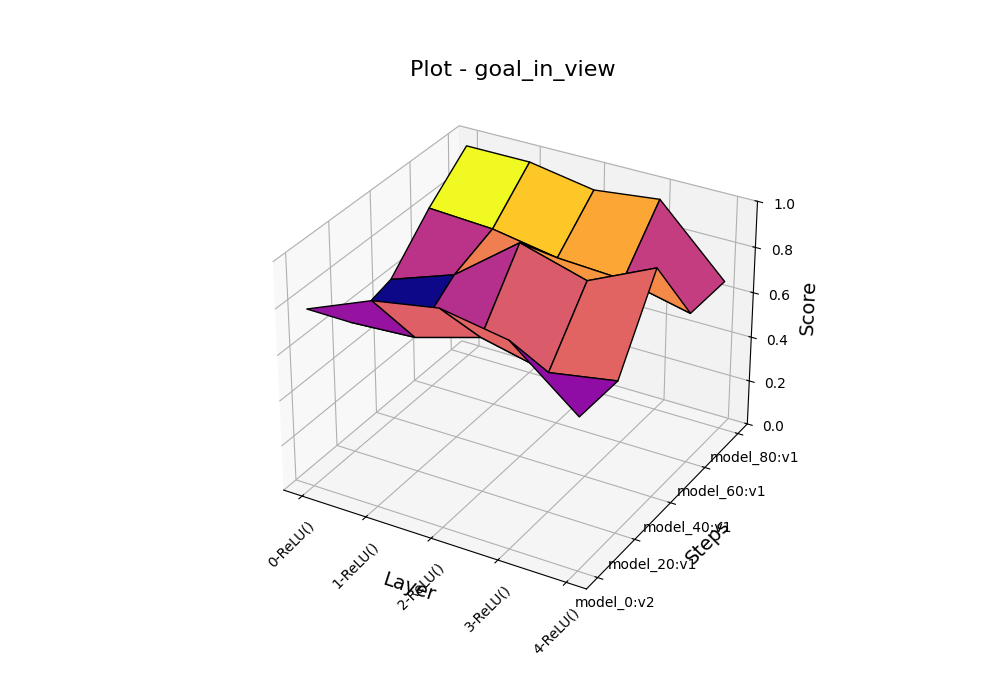 Plot - goal_in_view
1.0
0.8
0.6
0.4
0.2
0.0
Score
model_80:v1
model_60:v1
model_40:v1
model_20:v1
model_0:v2
Steps
0-ReLU()
1-ReLU()
2-ReLU()
3-ReLU()
4-ReLU()
Layer